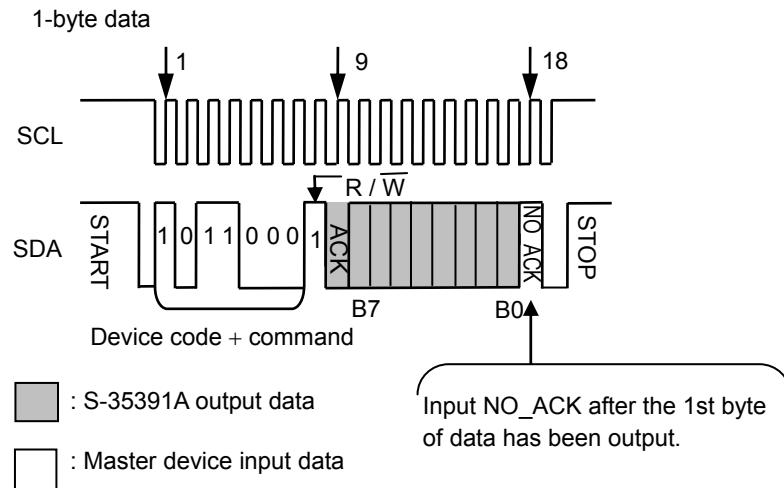 1-byte data
1
9
18
SCL
R / W
SDA
START
1 0 1 1 0 0 0 1
ACK
NO_ACK
STOP
B7
B0
Device code + command
: S-35391A output data
: Master device input data
Input NO_ACK after the 1st byte
of data has been output.